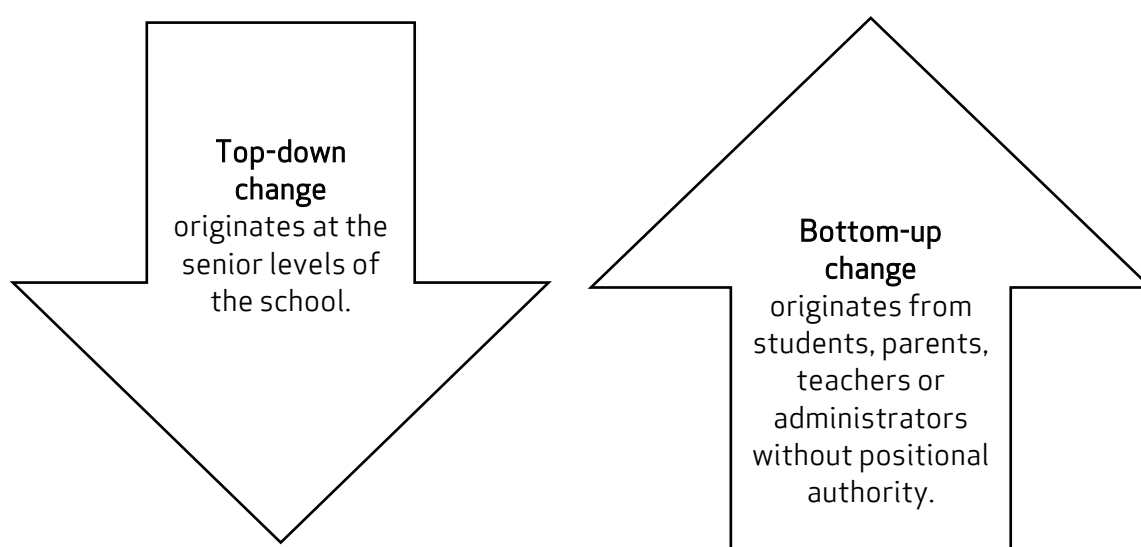 Top-down
change
originates at the
senior levels of
the school.
Bottom-up
change
originates from
students, parents,
teachers or
administrators
without positional
authority.